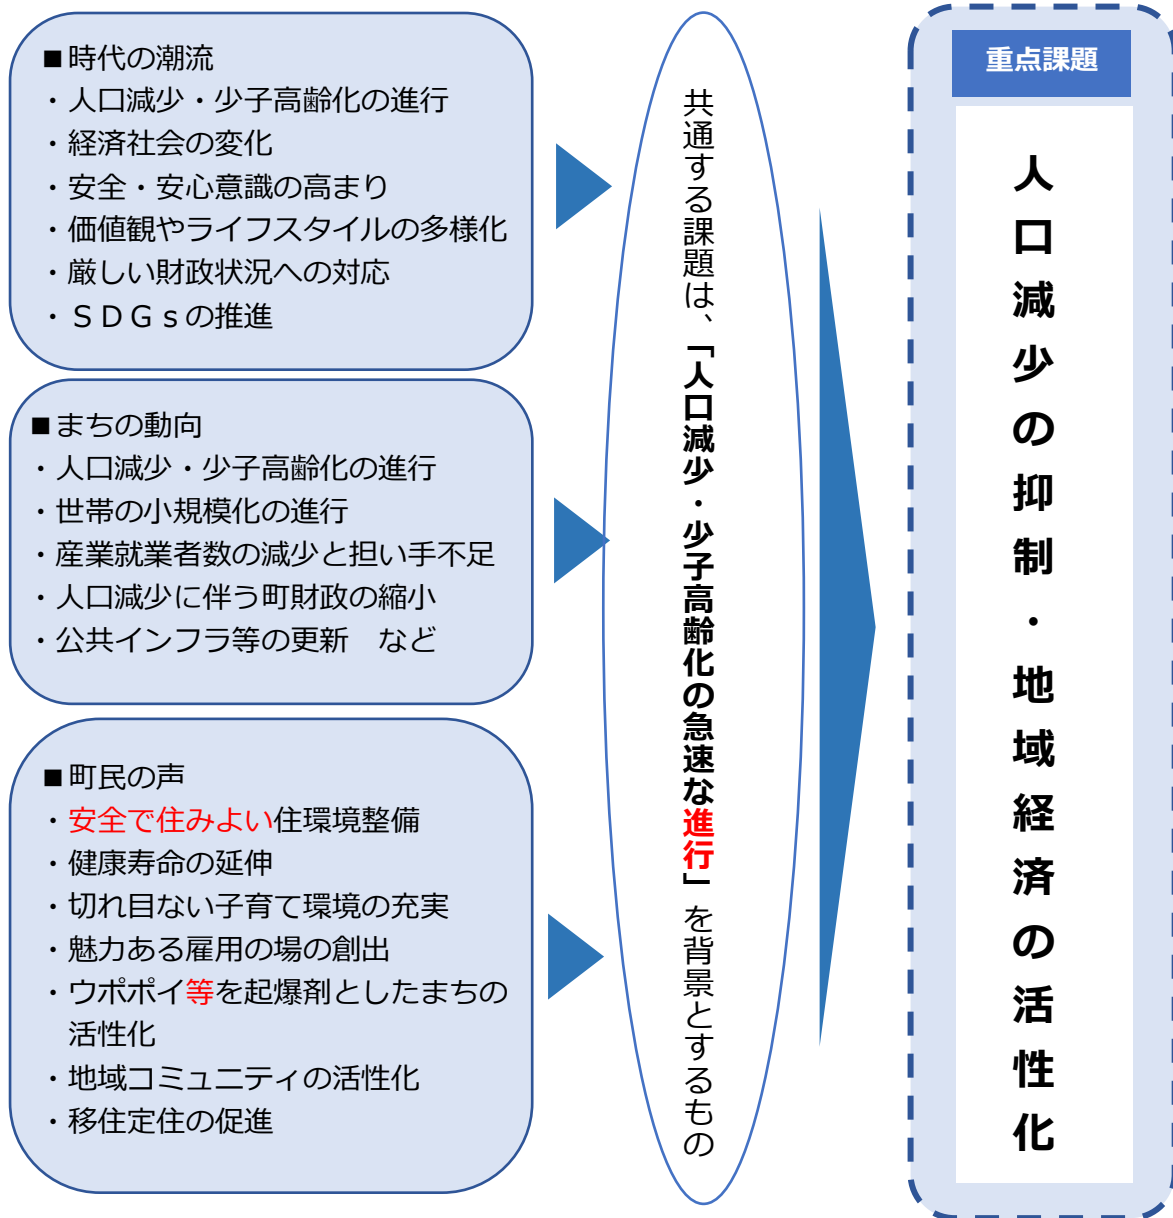 ■時代の潮流
・人口減少・少子高齢化の進行
・経済社会の変化
・安全・安心意識の高まり
・価値観やライフスタイルの多様化
・厳しい財政状況への対応
・ＳＤＧｓの推進
■まちの動向
・人口減少・少子高齢化の進行
・世帯の小規模化の進行
・産業就業者数の減少と担い手不足
・人口減少に伴う町財政の縮小
・公共インフラ等の更新　など
■町民の声
・安全で住みよい住環境整備
・健康寿命の延伸
・切れ目ない子育て環境の充実
・魅力ある雇用の場の創出
・ウポポイ等を起爆剤としたまちの
活性化
・地域コミュニティの活性化
・移住定住の促進
共通する課題は、「人口減少・少子高齢化の急速な進行」を背景とするもの
重点課題
人口減少の抑制・地域経済の活性化